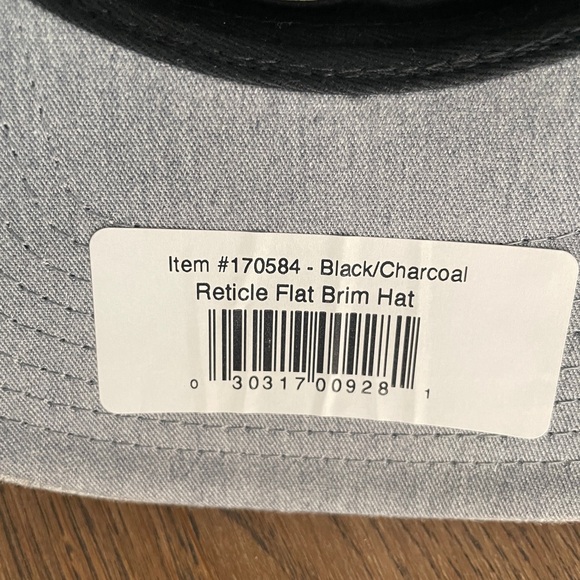 Item #170584 - Black/Charcoal
Reticle Flat Brim Hat
0 30317 00928 1